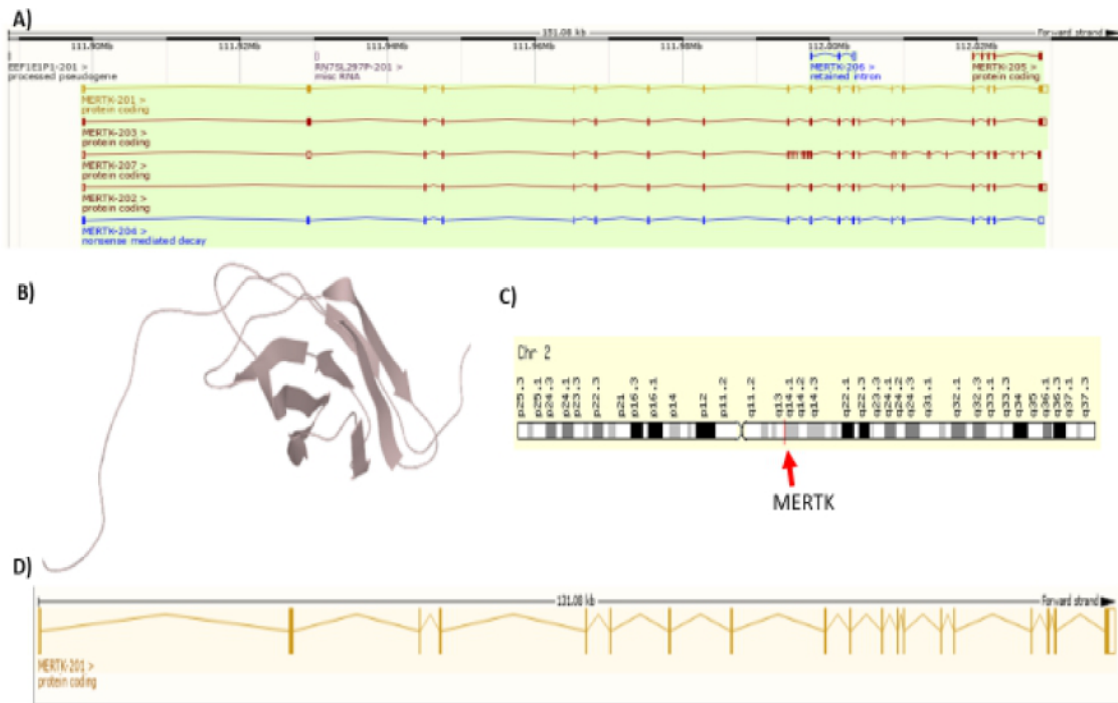 A)
131.08 kb
Forward strand
111.90Mb 111.92Mb 111.94Mb 111.96Mb 111.98Mb 112.00Mb 112.02Mb
EEF1E1P1-201 > RN7SL297P-201 > MERTK-206 > MERTK-205 >
processed pseudogene misc RNA retained intron protein coding
MERTK-201 >
protein coding
MERTK-203 >
protein coding
MERTK-207 >
protein coding
MERTK-202 >
protein coding
MERTK-204 >
nonsense mediated decay
B)
C)
Chr 2
p25.3 p25.1 p24.3 p24.1 p23.3 p22.3 p21 p16.3 p16.1 p14 p12 p11.2 q11.2 q13 q14.1 q14.2 q14.3 q22.1 q22.3 q23.3 q24.1 q24.2 q24.3 q31.1 q32.1 q32.3 q33.1 q33.3 q34 q35 q36.1 q36.3 q37.1 q37.3
MERTK
D)
131.08 kb
Forward strand
MERTK-201 >
protein coding